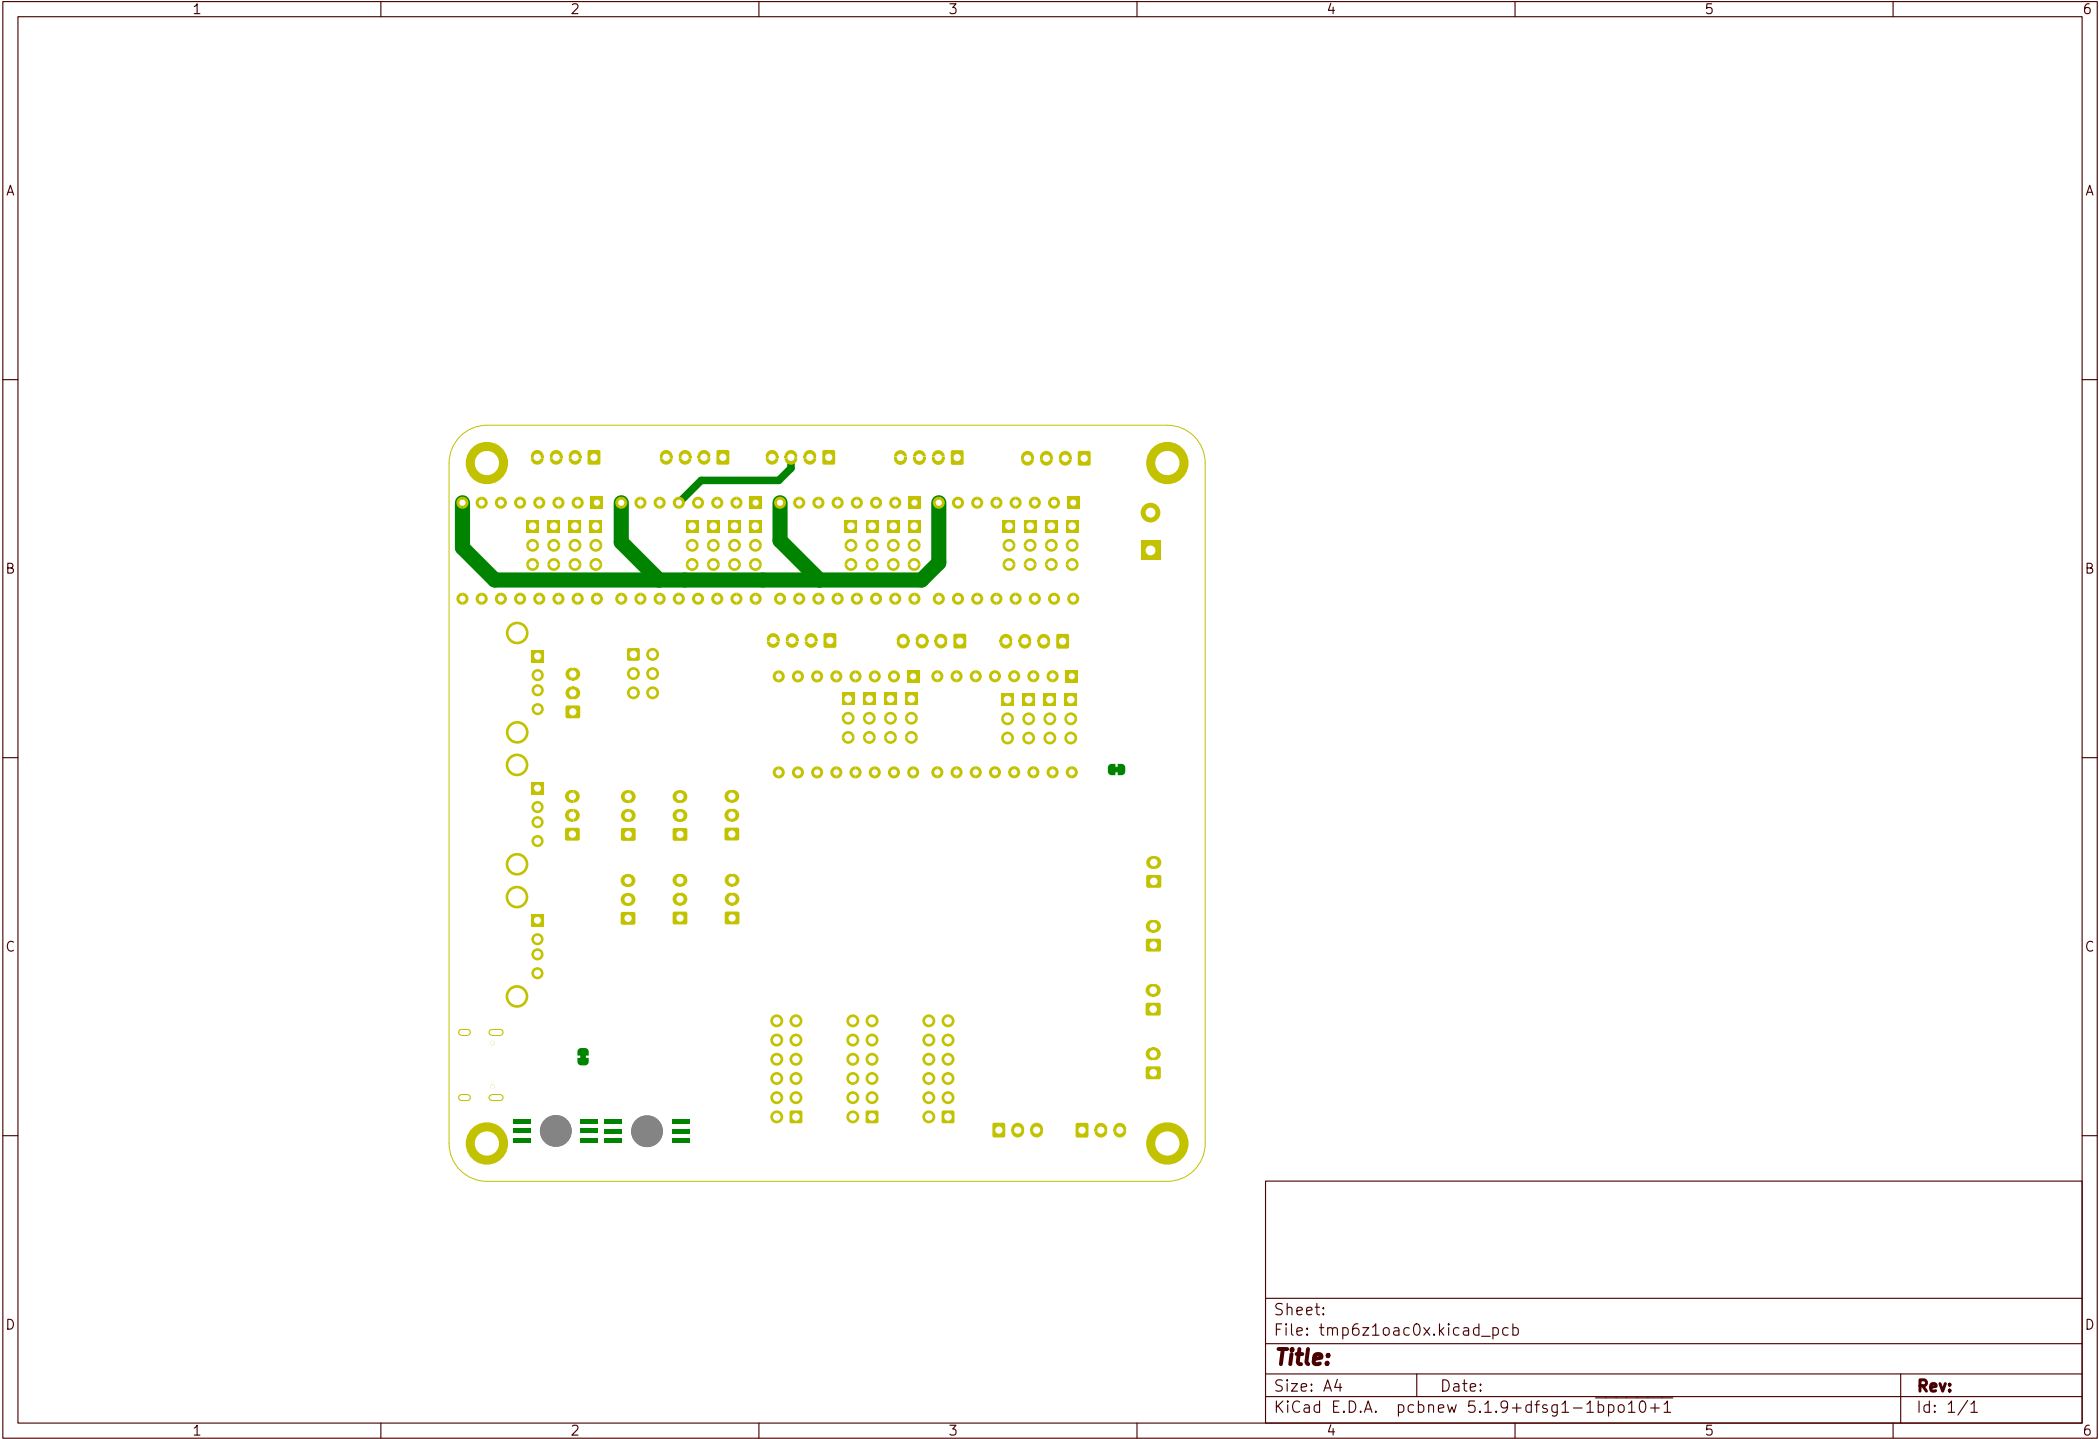 1 2 3 4 5 6
A A
B B
C C
D D
Sheet:
File: tmp6z1oac0x.kicad_pcb
Title:
Size: A4 Date: Rev:
KiCad E.D.A. pcbnew 5.1.9+dfsg1-1bpo10+1 Id: 1/1
1 2 3 4 5 6